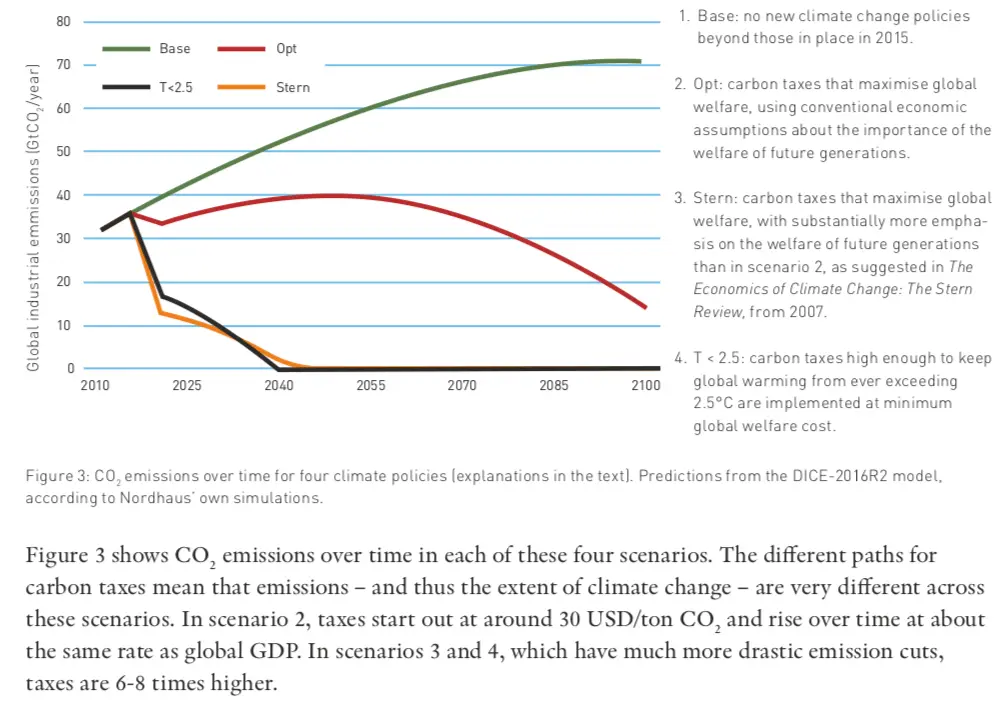 80
70
60
50
40
30
20
10
0
Global industrial emmissions (GtCO₂/year)
Base
Opt
T<2.5
Stern
2010
2025
2040
2055
2070
2085
2100
1. Base: no new climate change policies
beyond those in place in 2015.
2. Opt: carbon taxes that maximise global
welfare, using conventional economic
assumptions about the importance of the
welfare of future generations.
3. Stern: carbon taxes that maximise global
welfare, with substantially more empha-
sis on the welfare of future generations
than in scenario 2, as suggested in The
Economics of Climate Change: The Stern
Review, from 2007.
4. T < 2.5: carbon taxes high enough to keep
global warming from ever exceeding
2.5°C are implemented at minimum
global welfare cost.
Figure 3: CO₂ emissions over time for four climate policies (explanations in the text). Predictions from the DICE-2016R2 model,
according to Nordhaus’ own simulations.
Figure 3 shows CO₂ emissions over time in each of these four scenarios. The different paths for
carbon taxes mean that emissions – and thus the extent of climate change – are very different across
these scenarios. In scenario 2, taxes start out at around 30 USD/ton CO₂ and rise over time at about
the same rate as global GDP. In scenarios 3 and 4, which have much more drastic emission cuts,
taxes are 6-8 times higher.